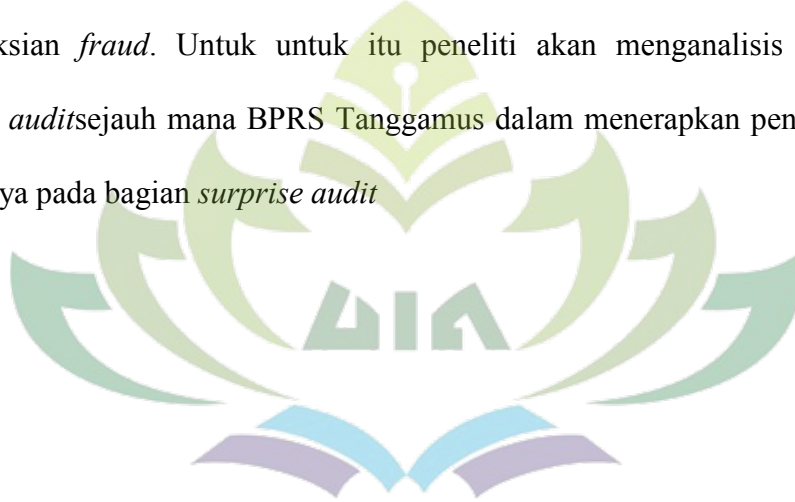 ksian fraud. Untuk untuk itu peneliti akan menganalisis
auditsejauh mana BPRS Tanggamus dalam menerapkan pen
ya pada bagian surprise audit
UIN